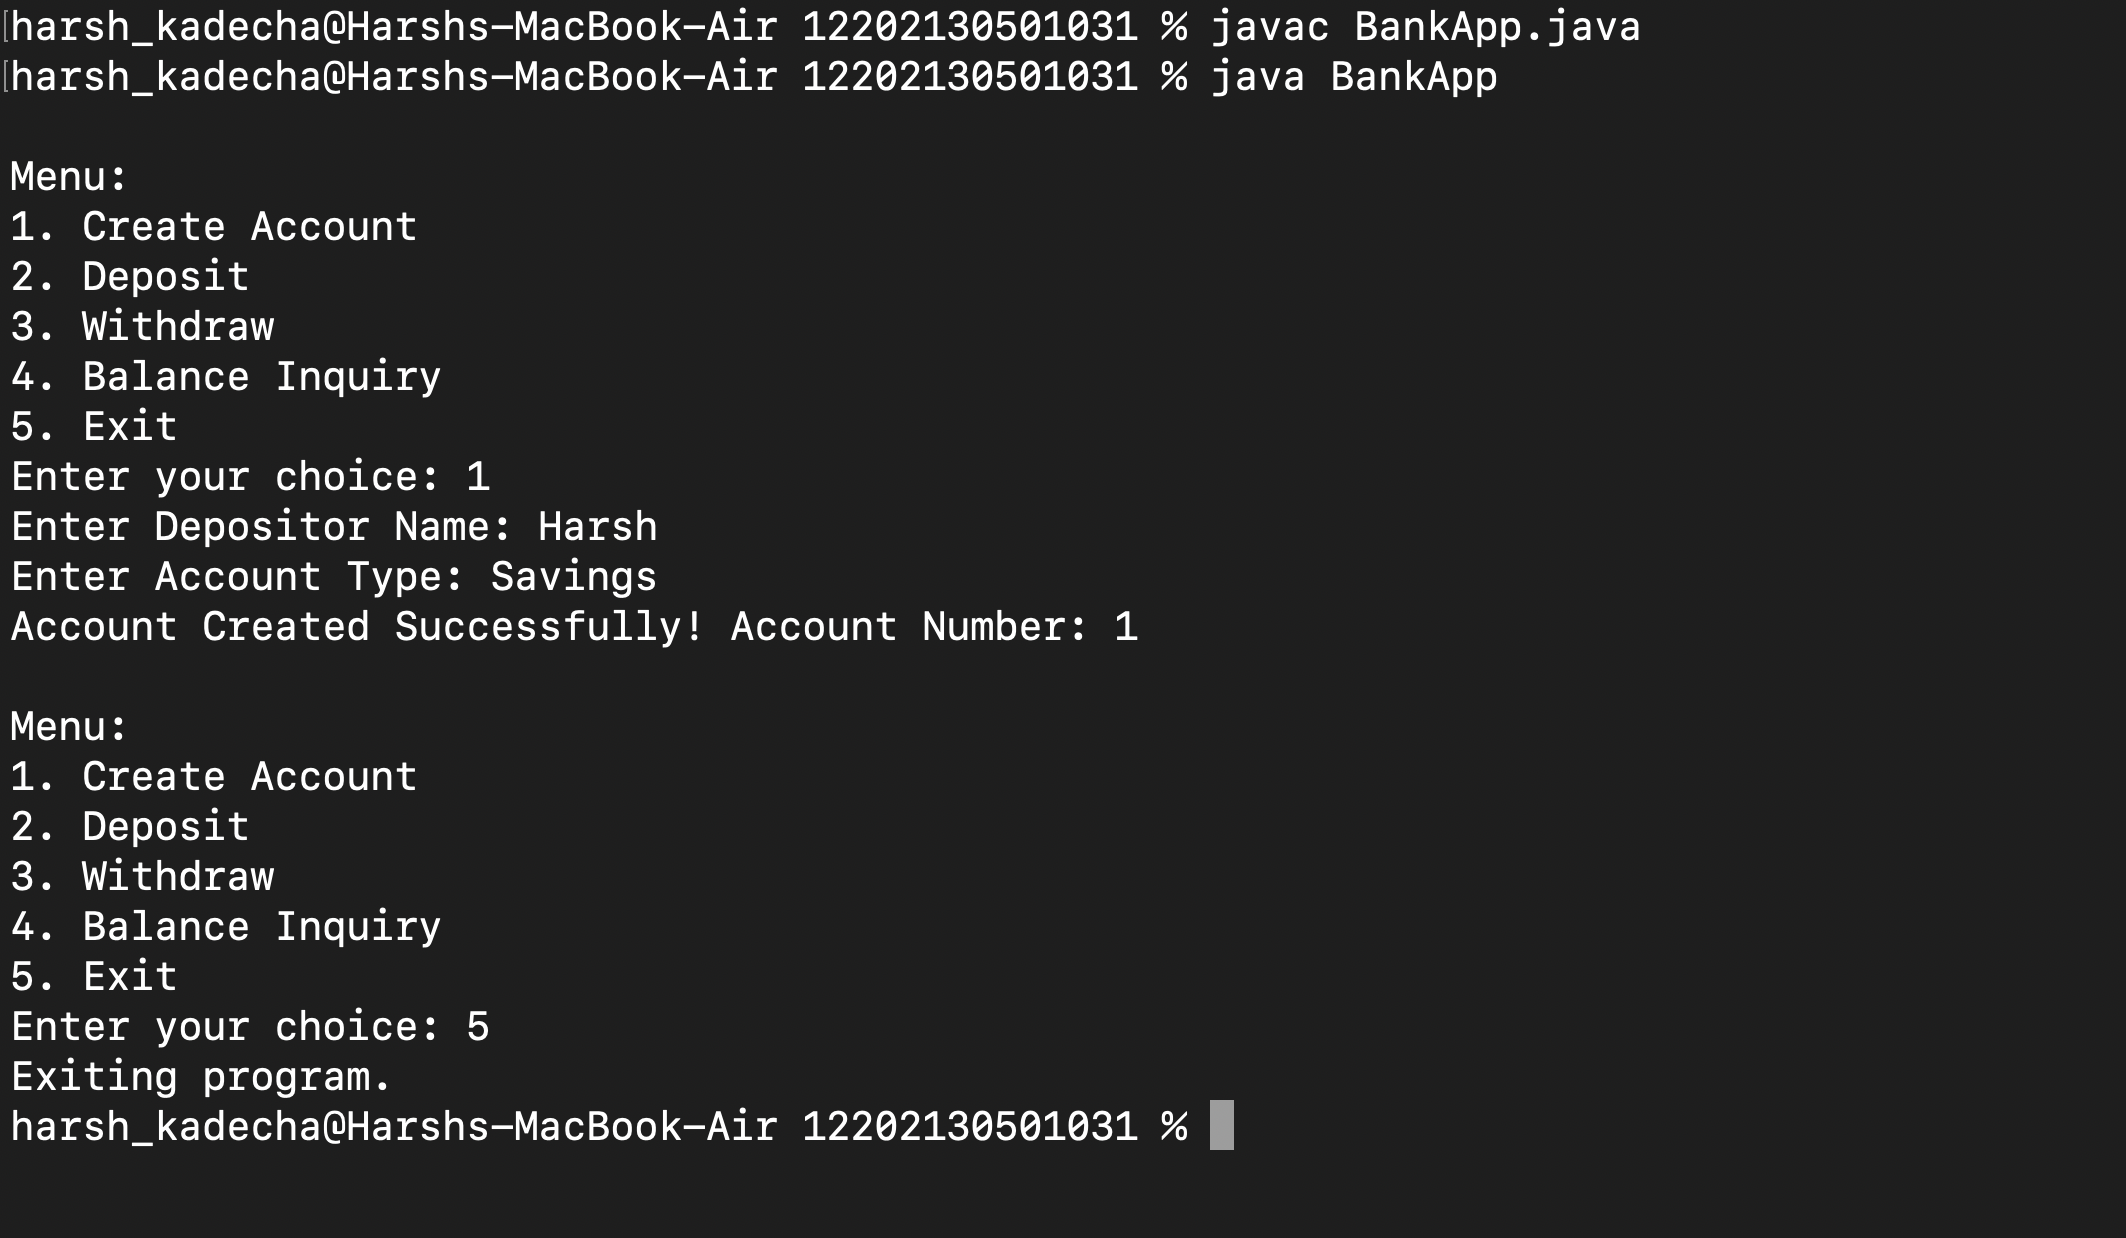 [harsh_kadecha@Harshs-MacBook-Air 12202130501031 % javac BankApp.java
[harsh_kadecha@Harshs-MacBook-Air 12202130501031 % java BankApp
Menu:
1. Create Account
2. Deposit
3. Withdraw
4. Balance Inquiry
5. Exit
Enter your choice: 1
Enter Depositor Name: Harsh
Enter Account Type: Savings
Account Created Successfully! Account Number: 1
Menu:
1. Create Account
2. Deposit
3. Withdraw
4. Balance Inquiry
5. Exit
Enter your choice: 5
Exiting program.
harsh_kadecha@Harshs-MacBook-Air 12202130501031 %